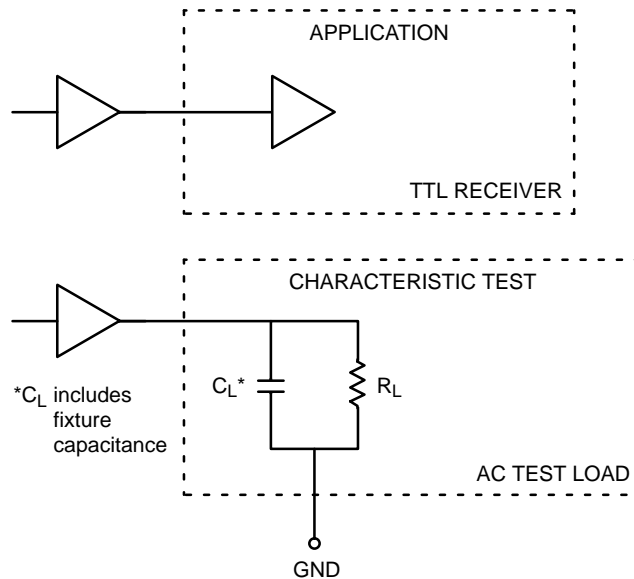 APPLICATION
TTL RECEIVER
CHARACTERISTIC TEST
*CL includes
fixture
capacitance
CL*
RL
AC TEST LOAD
GND